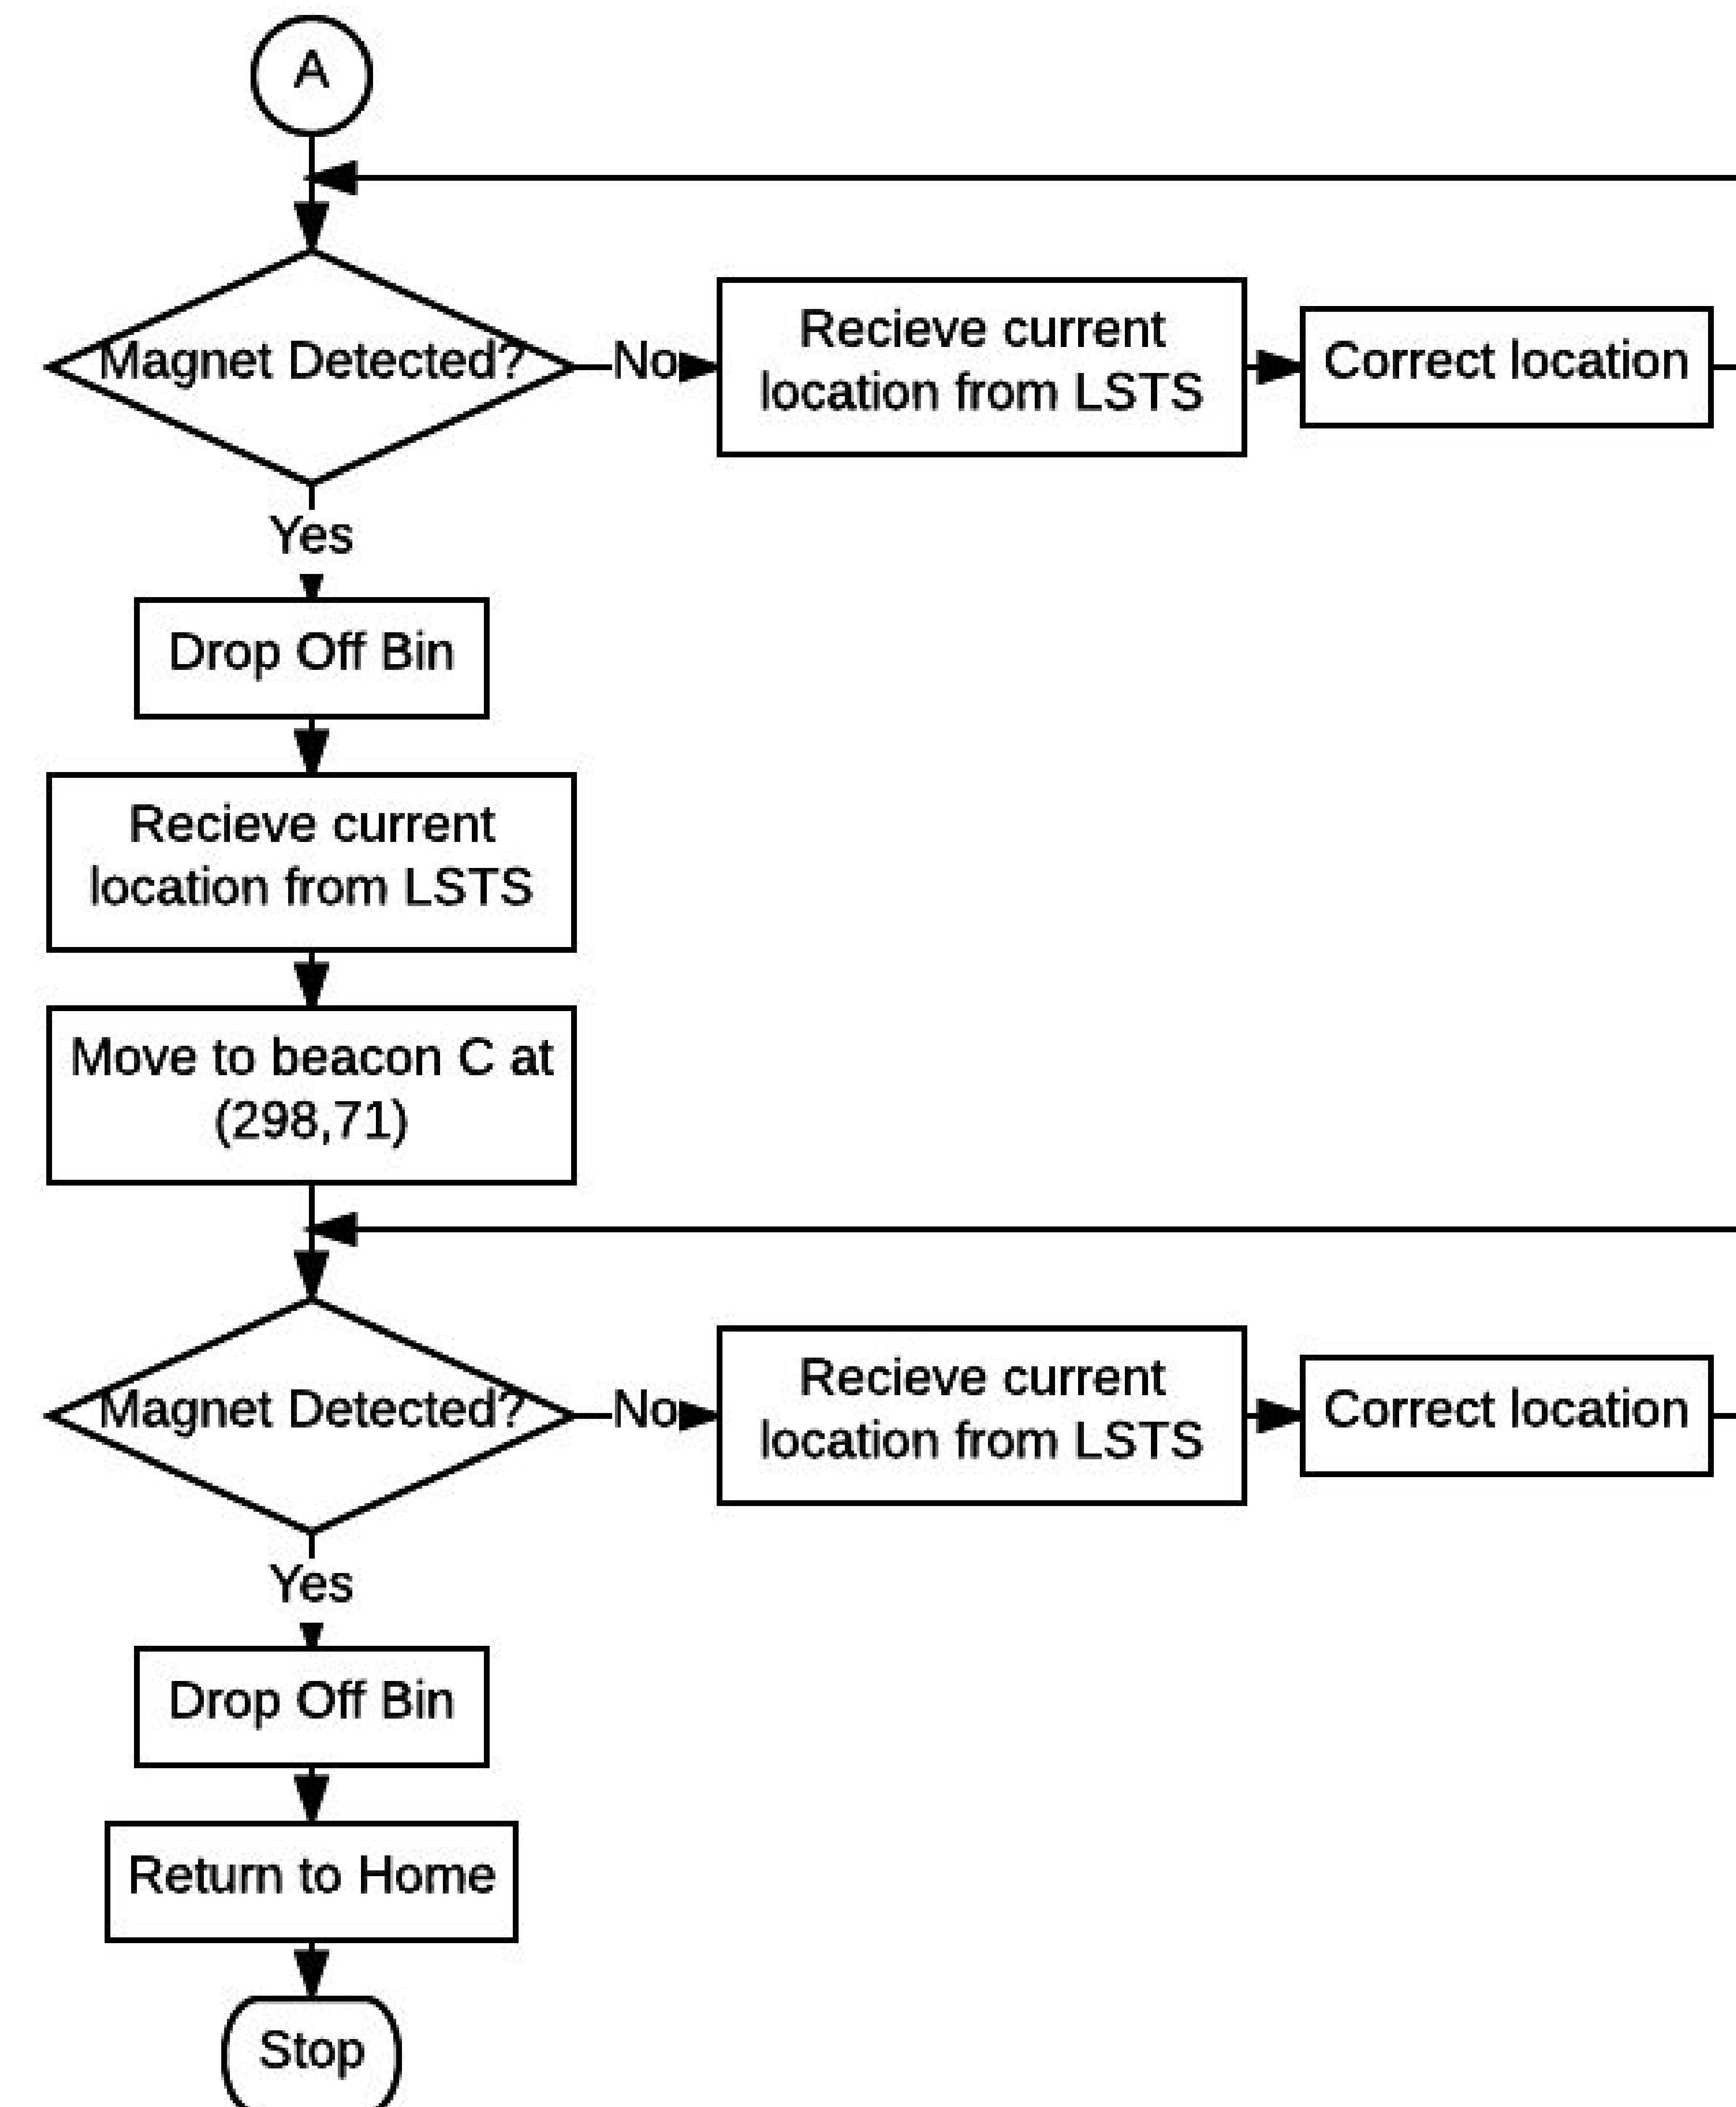 A
Magnet Detected?
No
Recieve current
location from LSTS
Correct location
Yes
Drop Off Bin
Recieve current
location from LSTS
Move to beacon C at
(298,71)
Magnet Detected?
No
Recieve current
location from LSTS
Correct location
Yes
Drop Off Bin
Return to Home
Stop